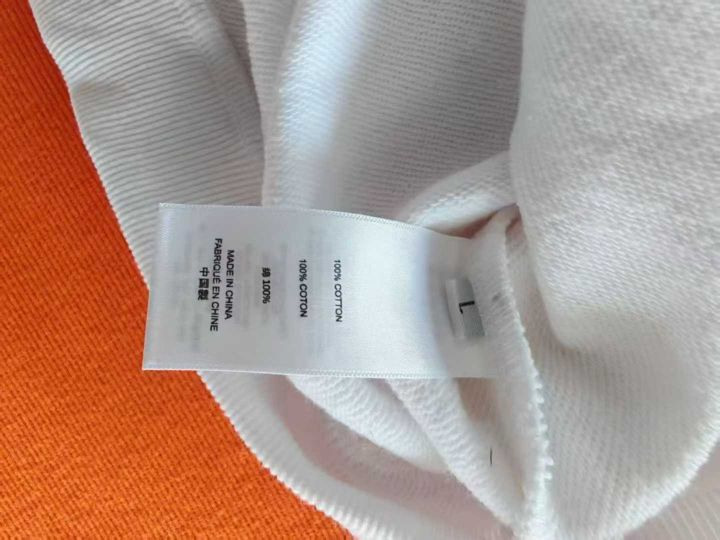 L
100% COTTON
100% COTON
綿 100%
MADE IN CHINA
FABRIQUÉ EN CHINE
中国製